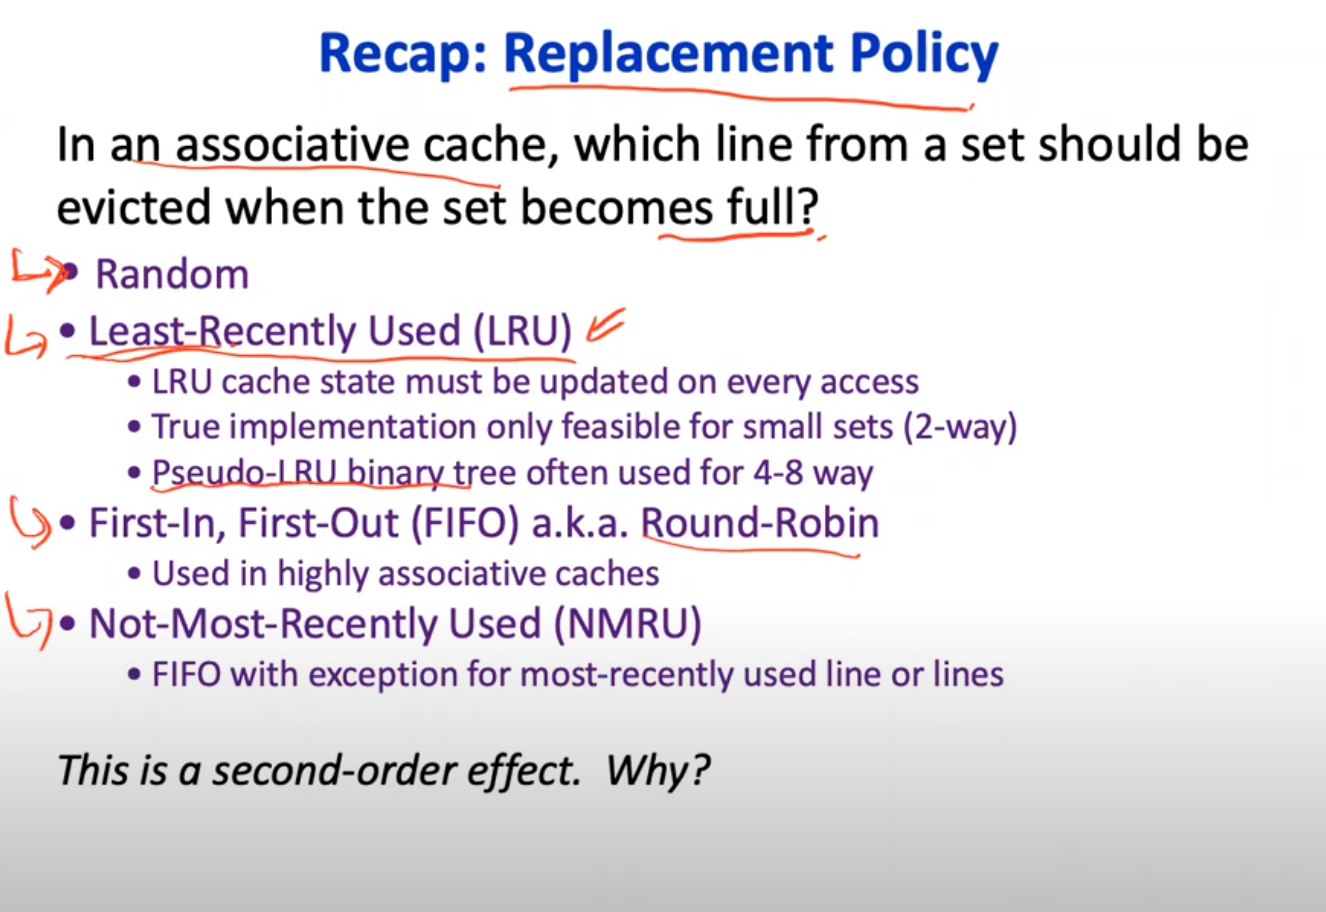 Recap: Replacement Policy
In an associative cache, which line from a set should be
evicted when the set becomes full?
• Random
• Least-Recently Used (LRU)
• LRU cache state must be updated on every access
• True implementation only feasible for small sets (2-way)
• Pseudo-LRU binary tree often used for 4-8 way
• First-In, First-Out (FIFO) a.k.a. Round-Robin
• Used in highly associative caches
• Not-Most-Recently Used (NMRU)
• FIFO with exception for most-recently used line or lines
This is a second-order effect. Why?